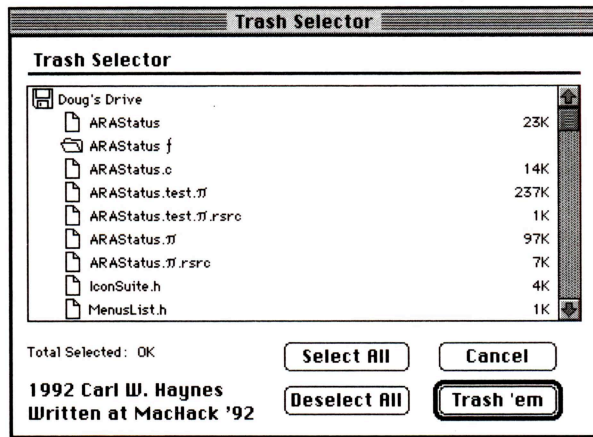 Trash Selector
Trash Selector
Doug's Drive
ARAStatus 23K
ARAStatus ƒ
ARAStatus.c 14K
ARAStatus.test.π 237K
ARAStatus.test.π.rsrc 1K
ARAStatus.π 97K
ARAStatus.π.rsrc 7K
IconSuite.h 4K
MenusList.h 1K
Total Selected: 0K
Select All
Cancel
1992 Carl W. Haynes
Written at MacHack '92
Deselect All
Trash 'em